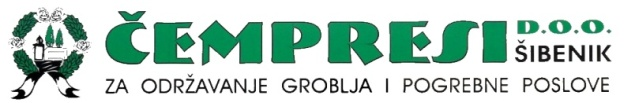 ČEMPRESI D.O.O.
ŠIBENIK
ZA ODRŽAVANJE GROBLJA I POGREBNE POSLOVE